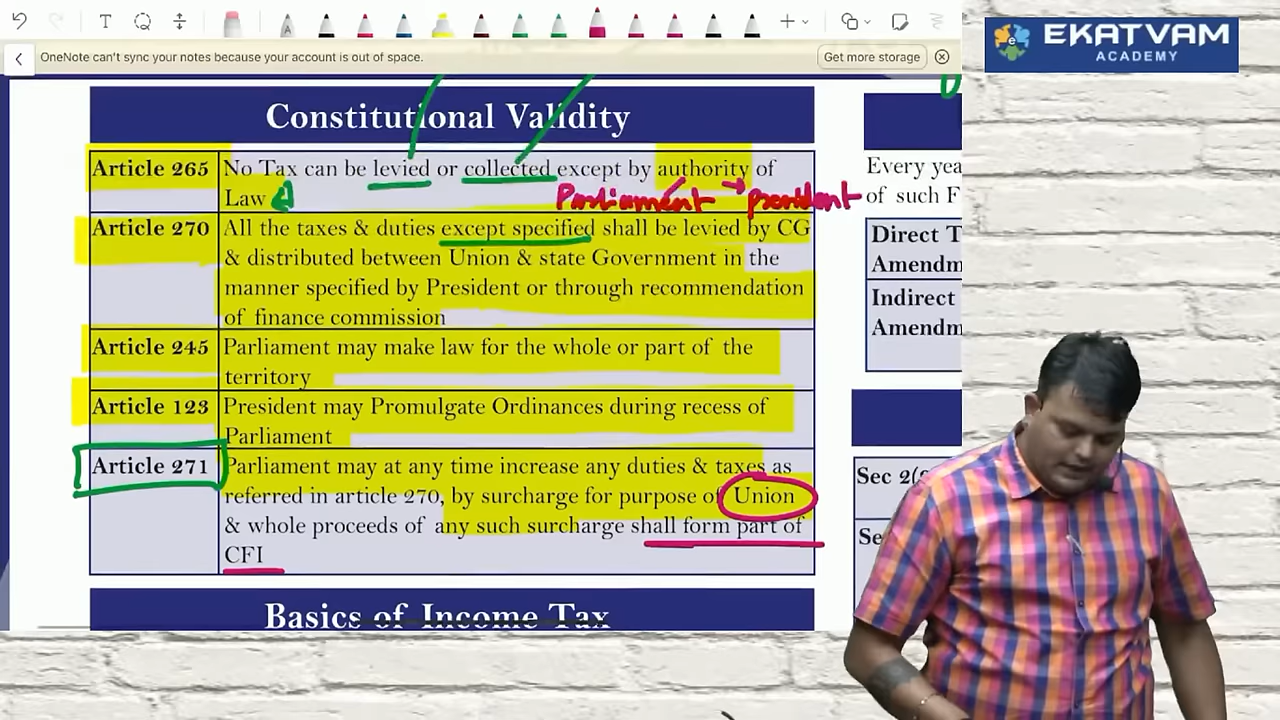 OneNote can't sync your notes because your account is out of space.
Get more storage
EKATVAM
ACADEMY
Constitutional Validity
Article 265
No Tax can be levied or collected except by authority of
Law
Parliament president
Article 270
All the taxes & duties except specified shall be levied by CG
& distributed between Union & state Government in the
manner specified by President or through recommendation
of finance commission
Article 245
Parliament may make law for the whole or part of the
territory
Article 123
President may Promulgate Ordinances during recess of
Parliament
Article 271
Parliament may at any time increase any duties & taxes as
referred in article 270, by surcharge for purpose of Union
& whole proceeds of any such surcharge shall form part of
CFI
Basics of Income Tax
Every yea
of such F
Direct T
Amendm
Indirect
Amendm
Sec 2(
Se